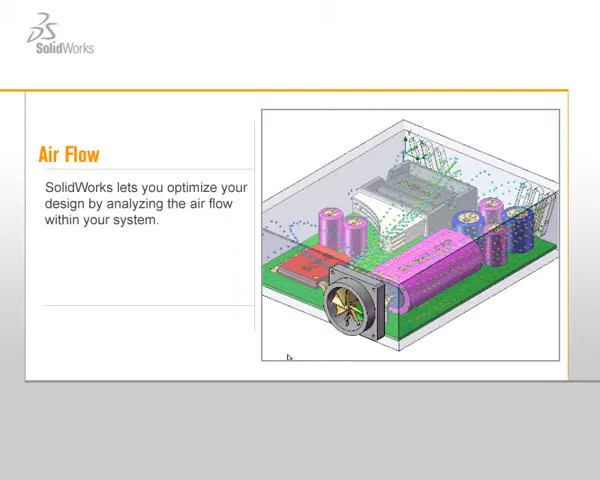 SolidWorks
Air Flow
SolidWorks lets you optimize your
design by analyzing the air flow
within your system.